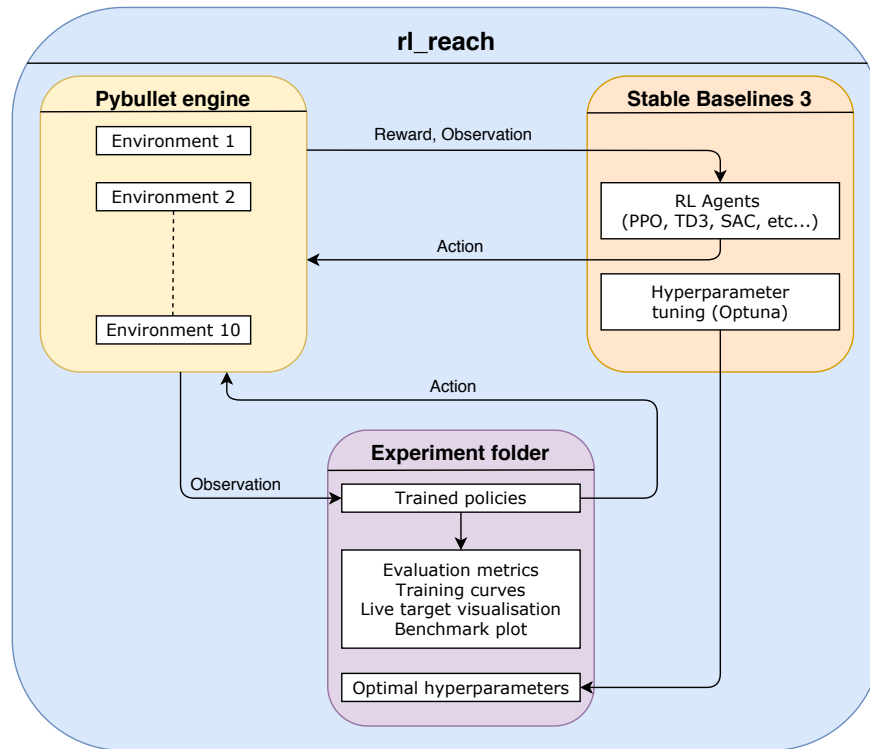 rl_reach
Pybullet engine
Environment 1
Environment 2
Environment 10
Stable Baselines 3
Reward, Observation
RL Agents
(PPO, TD3, SAC, etc...)
Action
Hyperparameter
tuning (Optuna)
Action
Observation
Experiment folder
Trained policies
Evaluation metrics
Training curves
Live target visualisation
Benchmark plot
Optimal hyperparameters